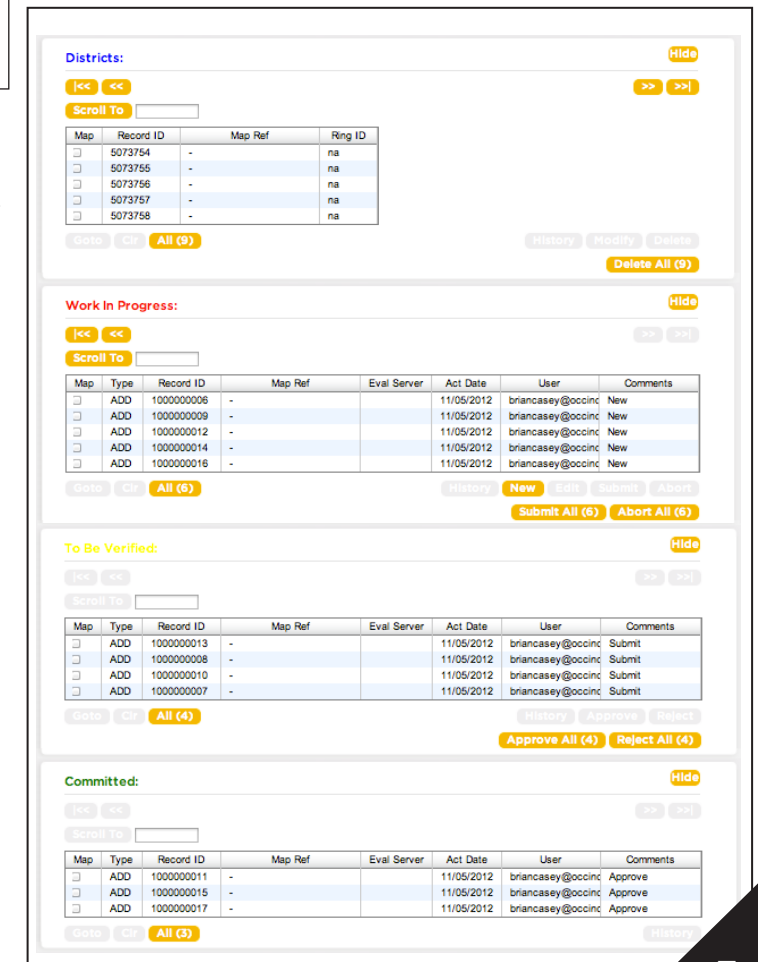 Districts: Hide
|<< << >> >>|
Scroll To
Map Record ID Map Ref Ring ID
5073754 - na
5073755 - na
5073756 - na
5073757 - na
5073758 - na
Goto Clr All (9) History Modify Delete
Delete All (9)
Work In Progress: Hide
|<< << >> >>|
Scroll To
Map Type Record ID Map Ref Eval Server Act Date User Comments
ADD 1000000006 - 11/05/2012 briancasey@occinc New
ADD 1000000009 - 11/05/2012 briancasey@occinc New
ADD 1000000012 - 11/05/2012 briancasey@occinc New
ADD 1000000014 - 11/05/2012 briancasey@occinc New
ADD 1000000016 - 11/05/2012 briancasey@occinc New
Goto Clr All (6) History New Edit Submit Abort
Submit All (6) Abort All (6)
To Be Verified: Hide
|<< << >> >>|
Scroll To
Map Type Record ID Map Ref Eval Server Act Date User Comments
ADD 1000000013 - 11/05/2012 briancasey@occinc Submit
ADD 1000000008 - 11/05/2012 briancasey@occinc Submit
ADD 1000000010 - 11/05/2012 briancasey@occinc Submit
ADD 1000000007 - 11/05/2012 briancasey@occinc Submit
Goto Clr All (4) History Approve Reject
Approve All (4) Reject All (4)
Committed: Hide
|<< << >> >>|
Scroll To
Map Type Record ID Map Ref Eval Server Act Date User Comments
ADD 1000000011 - 11/05/2012 briancasey@occinc Approve
ADD 1000000015 - 11/05/2012 briancasey@occinc Approve
ADD 1000000017 - 11/05/2012 briancasey@occinc Approve
Goto Clr All (3) History